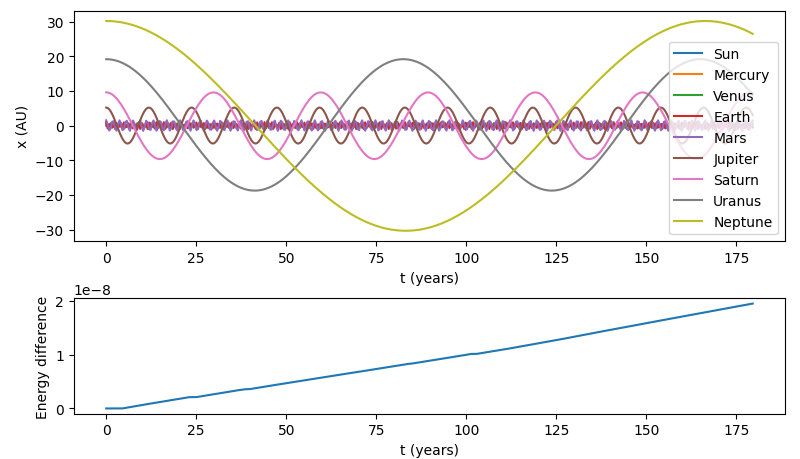 x (AU)
30
20
10
0
−10
−20
−30
0
25
50
75
100
125
150
175
t (years)
Sun
Mercury
Venus
Earth
Mars
Jupiter
Saturn
Uranus
Neptune
1e−8
Energy difference
2
1
0
0
25
50
75
100
125
150
175
t (years)